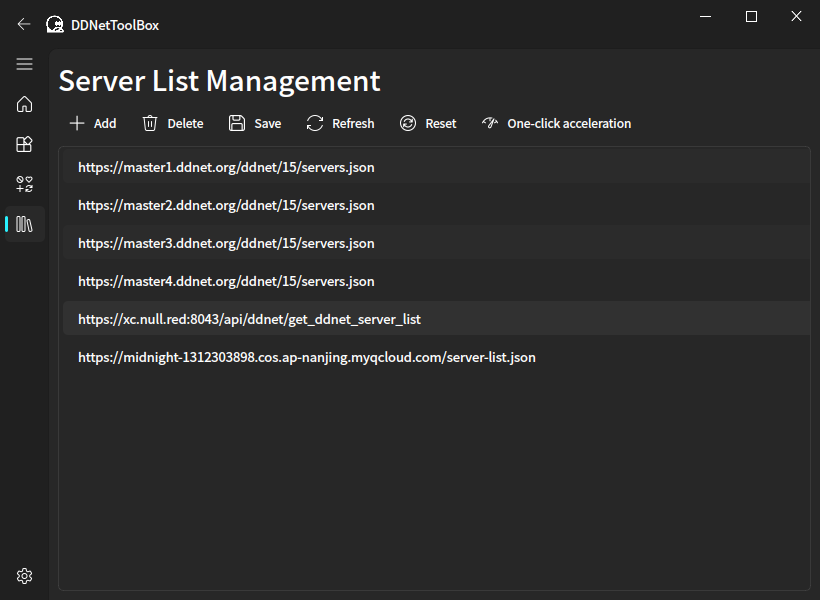 DDNetToolBox
Server List Management
Add Delete Save Refresh Reset One-click acceleration
https://master1.ddnet.org/ddnet/15/servers.json
https://master2.ddnet.org/ddnet/15/servers.json
https://master3.ddnet.org/ddnet/15/servers.json
https://master4.ddnet.org/ddnet/15/servers.json
https://xc.null.red:8043/api/ddnet/get_ddnet_server_list
https://midnight-1312303898.cos.ap-nanjing.myqcloud.com/server-list.json